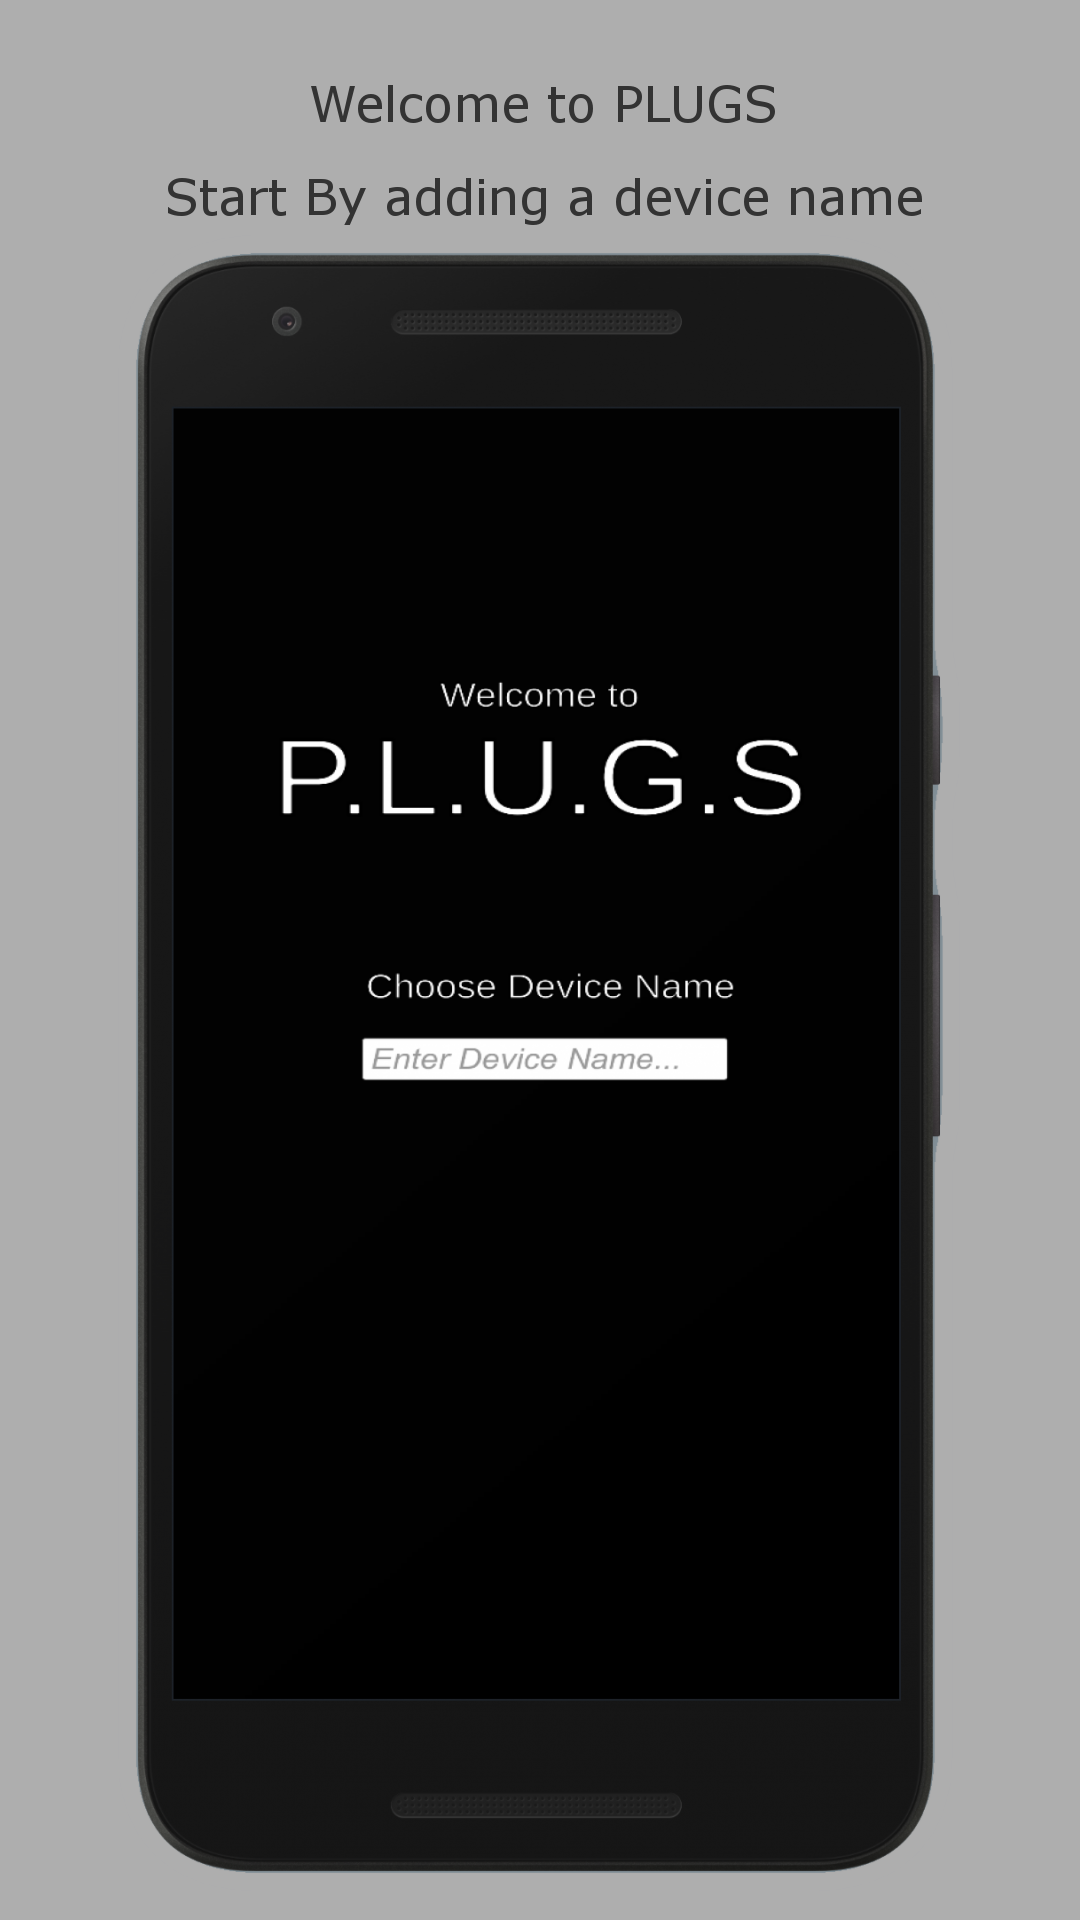 Welcome to PLUGS
Start By adding a device name
Welcome to
P.L.U.G.S
Choose Device Name
Enter Device Name...